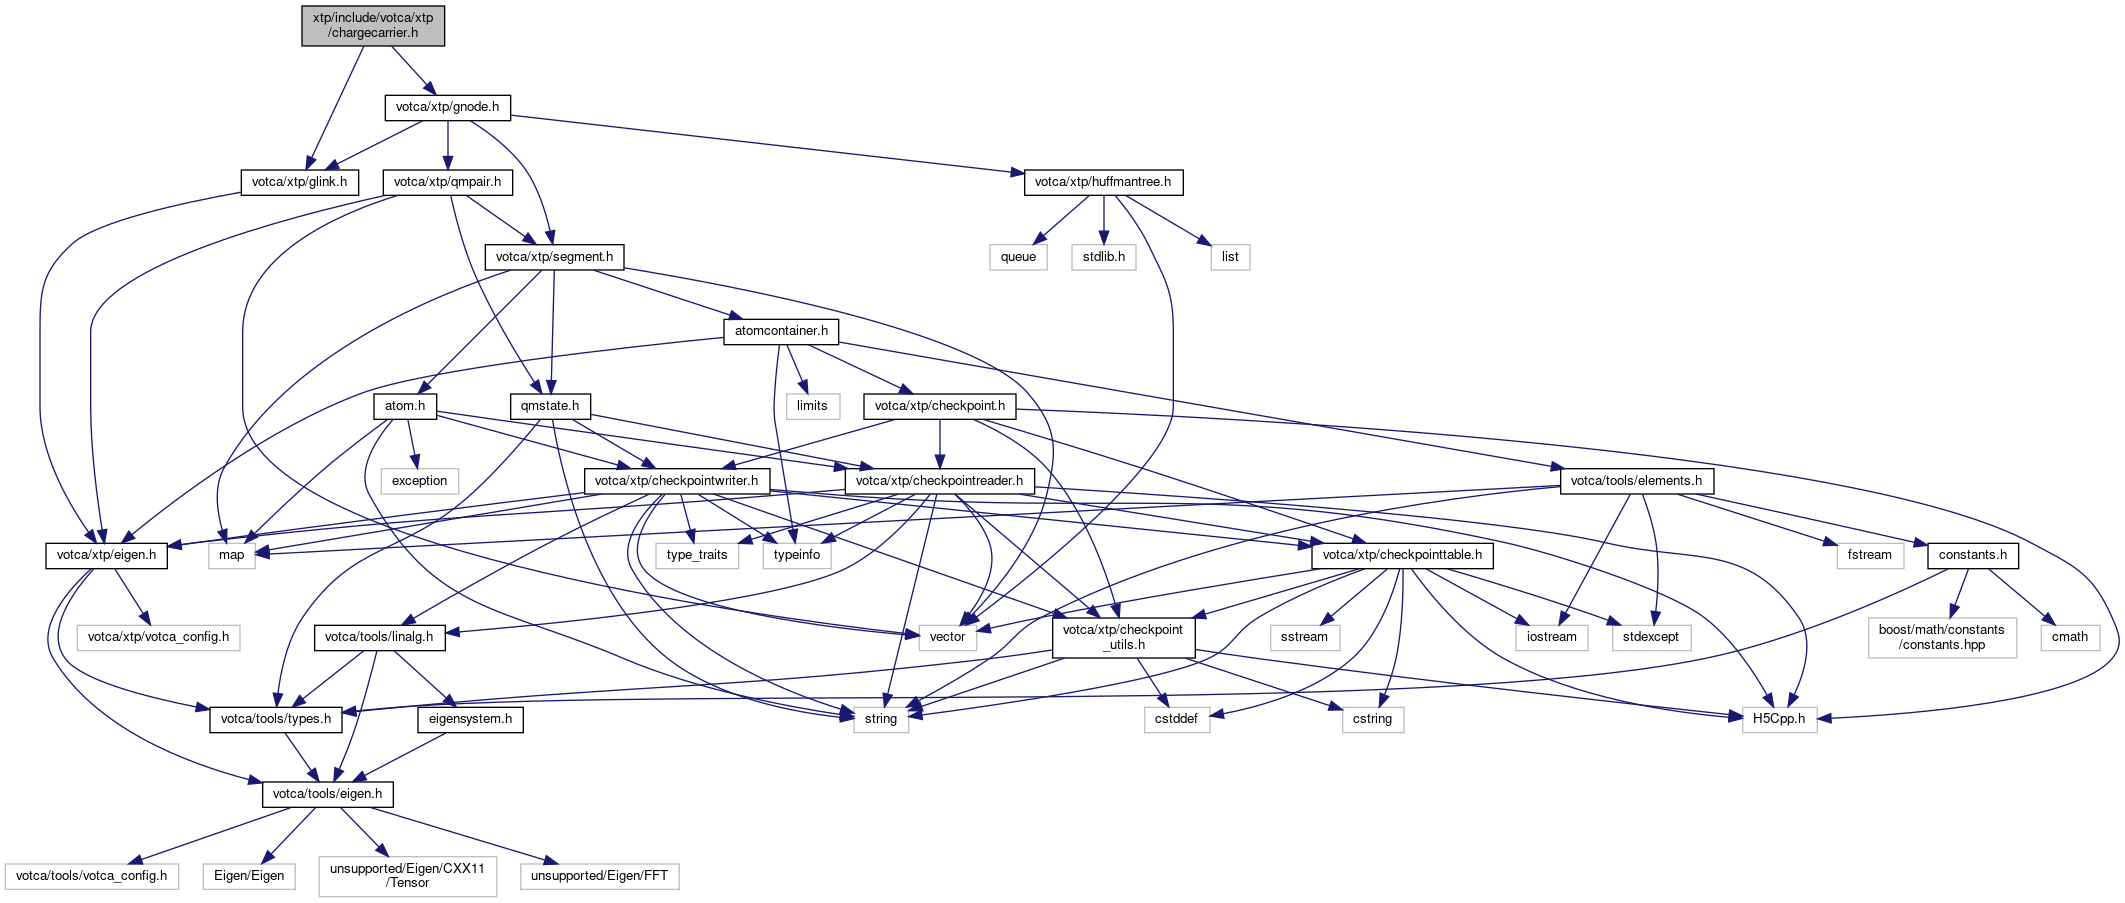 xtp/include/votca/xtp
/chargecarrier.h
votca/xtp/gnode.h
votca/xtp/glink.h
votca/xtp/qmpair.h
votca/xtp/huffmantree.h
votca/xtp/segment.h
queue
stdlib.h
list
atomcontainer.h
atom.h
qmstate.h
limits
votca/xtp/checkpoint.h
exception
votca/xtp/checkpointwriter.h
votca/xtp/checkpointreader.h
votca/tools/elements.h
votca/xtp/eigen.h
map
type_traits
typeinfo
votca/xtp/checkpointtable.h
fstream
constants.h
votca/xtp/votca_config.h
votca/tools/linalg.h
vector
votca/xtp/checkpoint
_utils.h
sstream
iostream
stdexcept
boost/math/constants
/constants.hpp
cmath
votca/tools/types.h
eigensystem.h
string
cstddef
cstring
H5Cpp.h
votca/tools/eigen.h
votca/tools/votca_config.h
Eigen/Eigen
unsupported/Eigen/CXX11
/Tensor
unsupported/Eigen/FFT